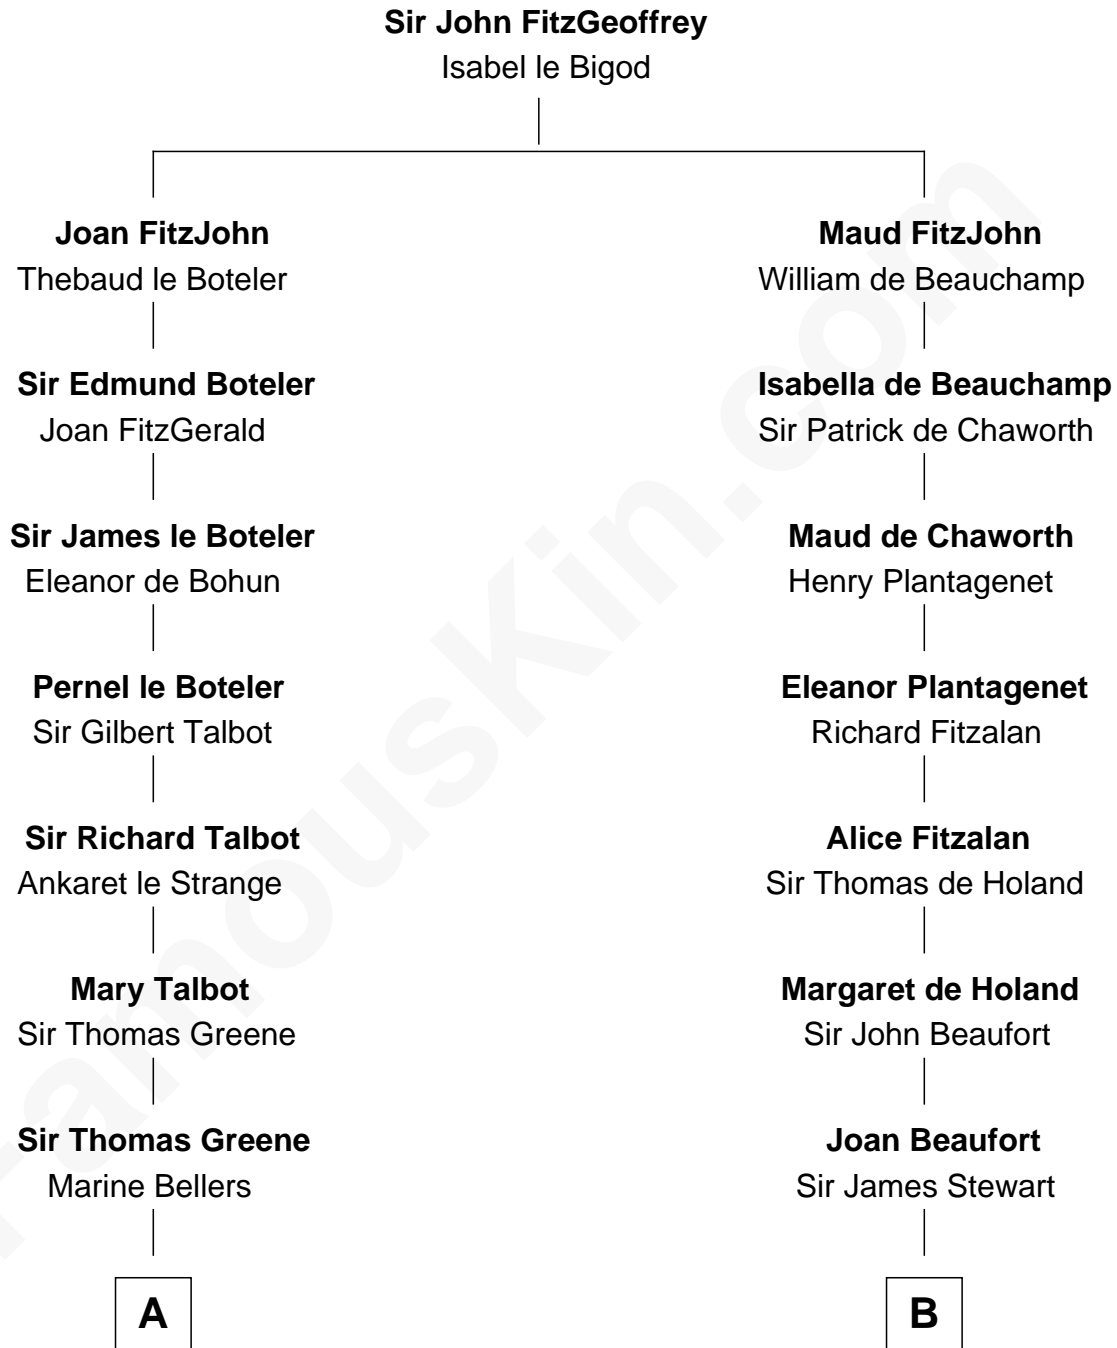 Sir John FitzGeoffrey
Isabel le Bigod
Joan FitzJohn
Thebaud le Boteler
Maud FitzJohn
William de Beauchamp
Sir Edmund Boteler
Joan FitzGerald
Isabella de Beauchamp
Sir Patrick de Chaworth
Sir James le Boteler
Eleanor de Bohun
Maud de Chaworth
Henry Plantagenet
Pernel le Boteler
Sir Gilbert Talbot
Eleanor Plantagenet
Richard Fitzalan
Sir Richard Talbot
Ankaret le Strange
Alice Fitzalan
Sir Thomas de Holand
Mary Talbot
Sir Thomas Greene
Margaret de Holand
Sir John Beaufort
Sir Thomas Greene
Marine Bellers
Joan Beaufort
Sir James Stewart
A
B
FamousKin.com